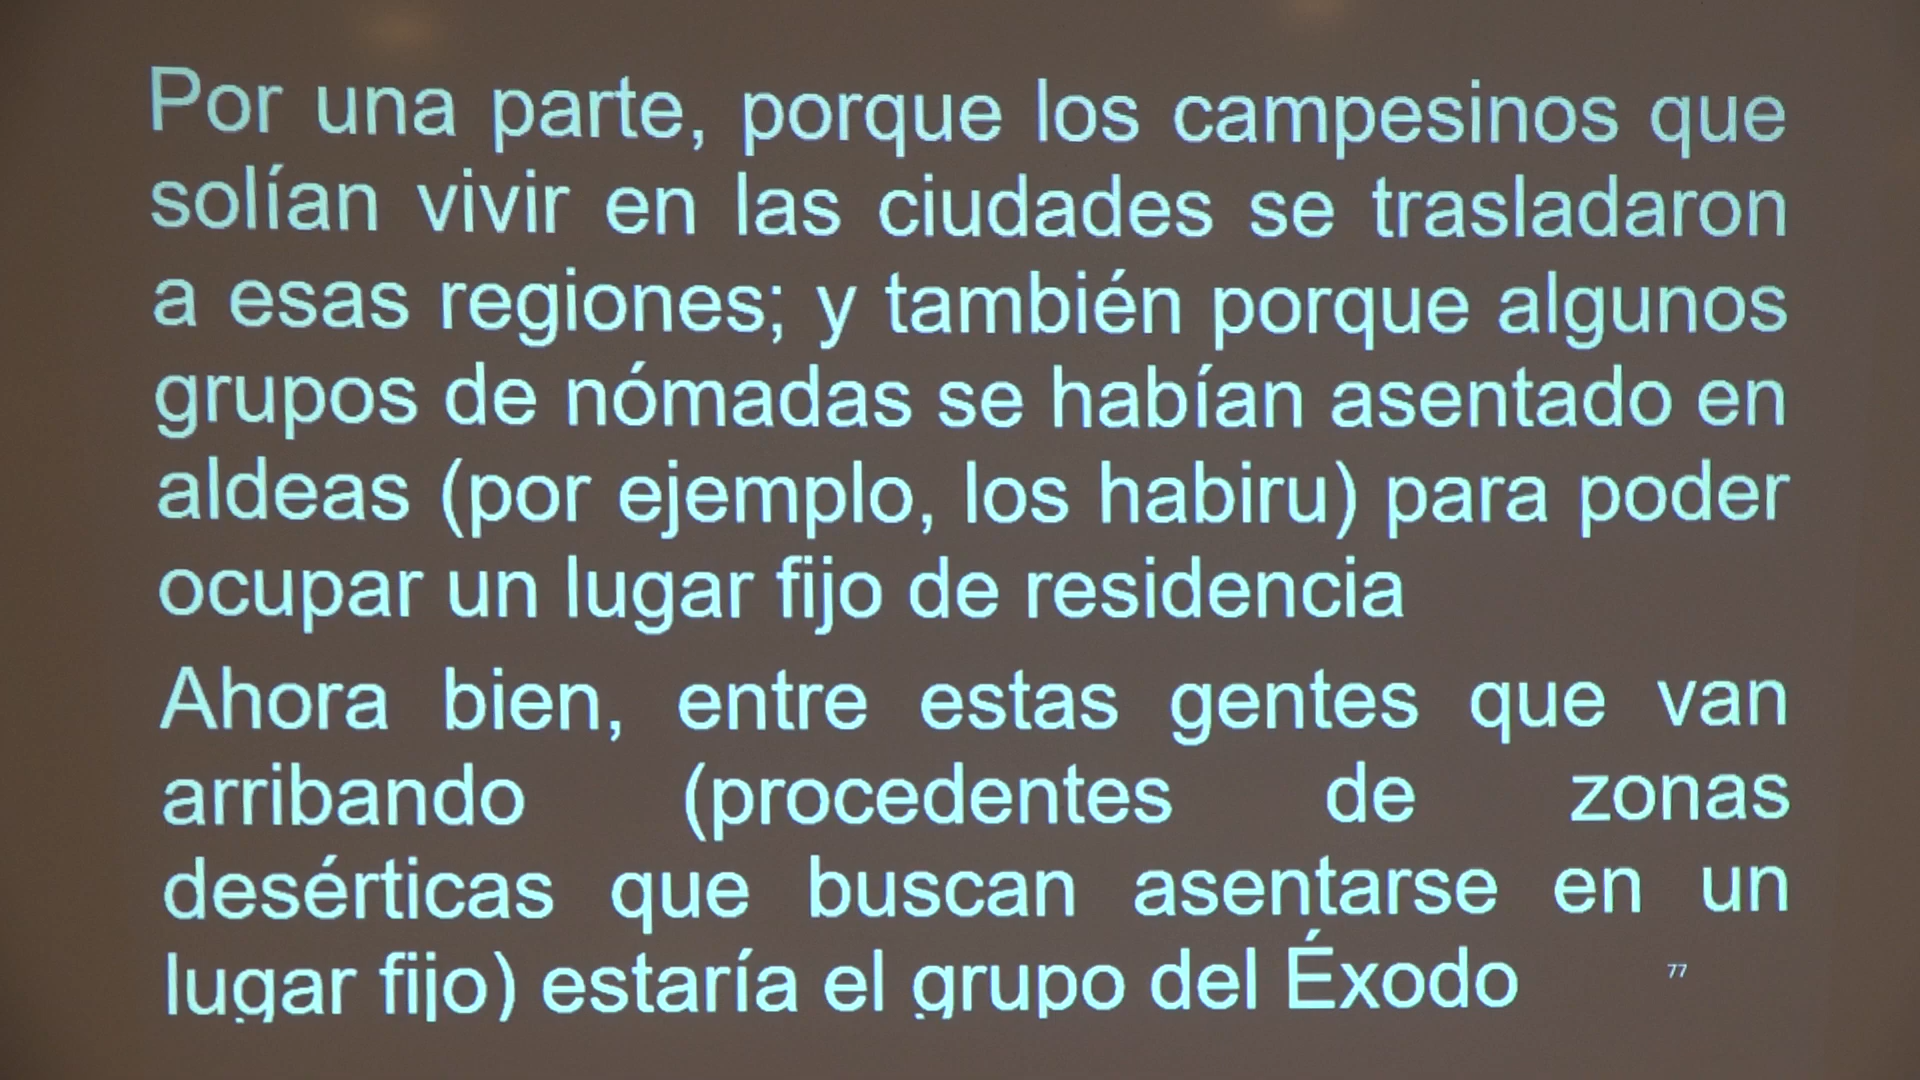 Por una parte, porque los campesinos que
solían vivir en las ciudades se trasladaron
a esas regiones; y también porque algunos
grupos de nómadas se habían asentado en
aldeas (por ejemplo, los habiru) para poder
ocupar un lugar fijo de residencia
Ahora bien, entre estas gentes que van
arribando (procedentes de zonas
desérticas que buscan asentarse en un
lugar fijo) estaría el grupo del Éxodo
77